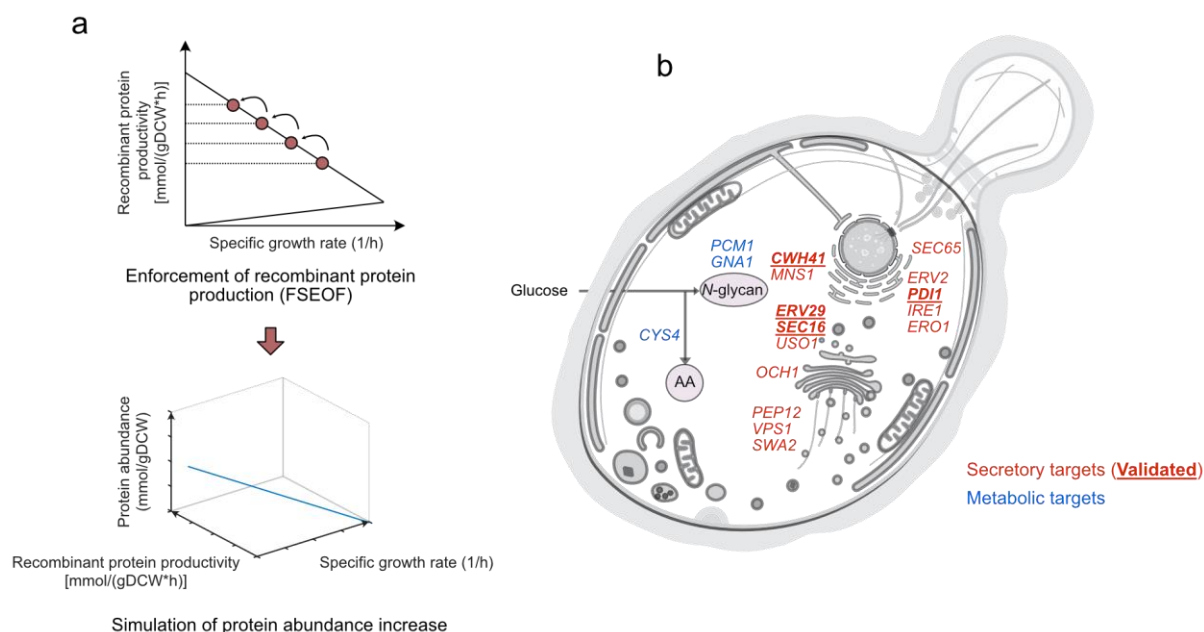 a
Recombinant protein
productivity
[mmol/(gDCW*h)]
Specific growth rate (1/h)
Enforcement of recombinant protein
production (FSEOF)
Protein abundance
(mmol/gDCW)
Recombinant protein productivity
[mmol/(gDCW*h)]
Specific growth rate (1/h)
Simulation of protein abundance increase
b
Glucose
PCM1
GNA1
N-glycan
CYS4
AA
CWH41
MNS1
ERV29
SEC16
USO1
OCH1
PEP12
VPS1
SWA2
SEC65
ERV2
PDI1
IRE1
ERO1
Secretory targets (Validated)
Metabolic targets